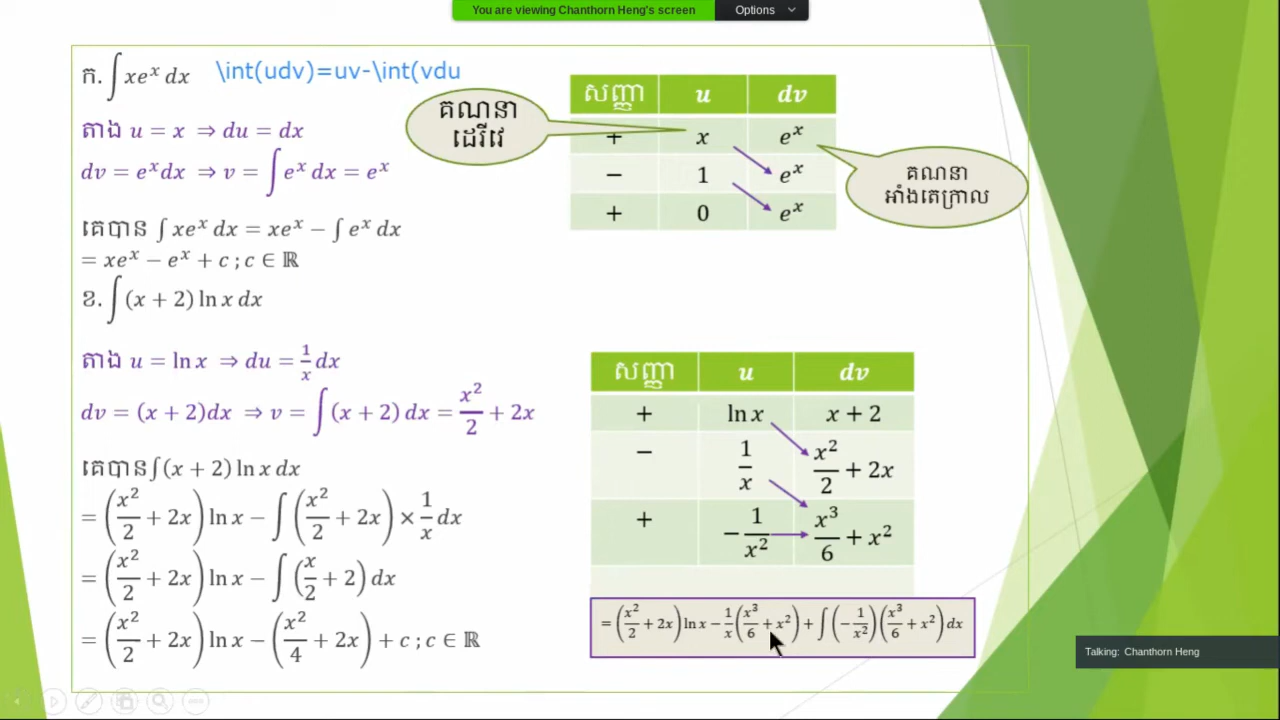 You are viewing Chanthorn Heng's screen Options
ក. ∫xeˣ dx \int(udv)=uv-\int(vdu
តាង u = x ⇒ du = dx
dv = eˣdx ⇒ v = ∫eˣ dx = eˣ
គេបាន ∫xeˣ dx = xeˣ − ∫eˣ dx
= xeˣ − eˣ + c ; c ∈ ℝ
ខ. ∫(x + 2) ln x dx
តាង u = ln x ⇒ du = 1/x dx
dv = (x + 2)dx ⇒ v = ∫(x + 2) dx = x²/2 + 2x
គេបាន∫(x + 2) ln x dx
= (x²/2 + 2x) ln x − ∫(x²/2 + 2x) × 1/x dx
= (x²/2 + 2x) ln x − ∫(x/2 + 2) dx
= (x²/2 + 2x) ln x − (x²/4 + 2x) + c ; c ∈ ℝ
គណនា
ដេរីវេ
សញ្ញា u dv
+ x eˣ
− 1 eˣ
+ 0 eˣ
គណនា
អាំងតេក្រាល
សញ្ញា u dv
+ ln x x + 2
− 1/x x²/2 + 2x
+ −1/x² x³/6 + x²
= (x²/2 + 2x) ln x − 1/x (x³/6 + x²) + ∫(−1/x²)(x³/6 + x²) dx
Talking: Chanthorn Heng